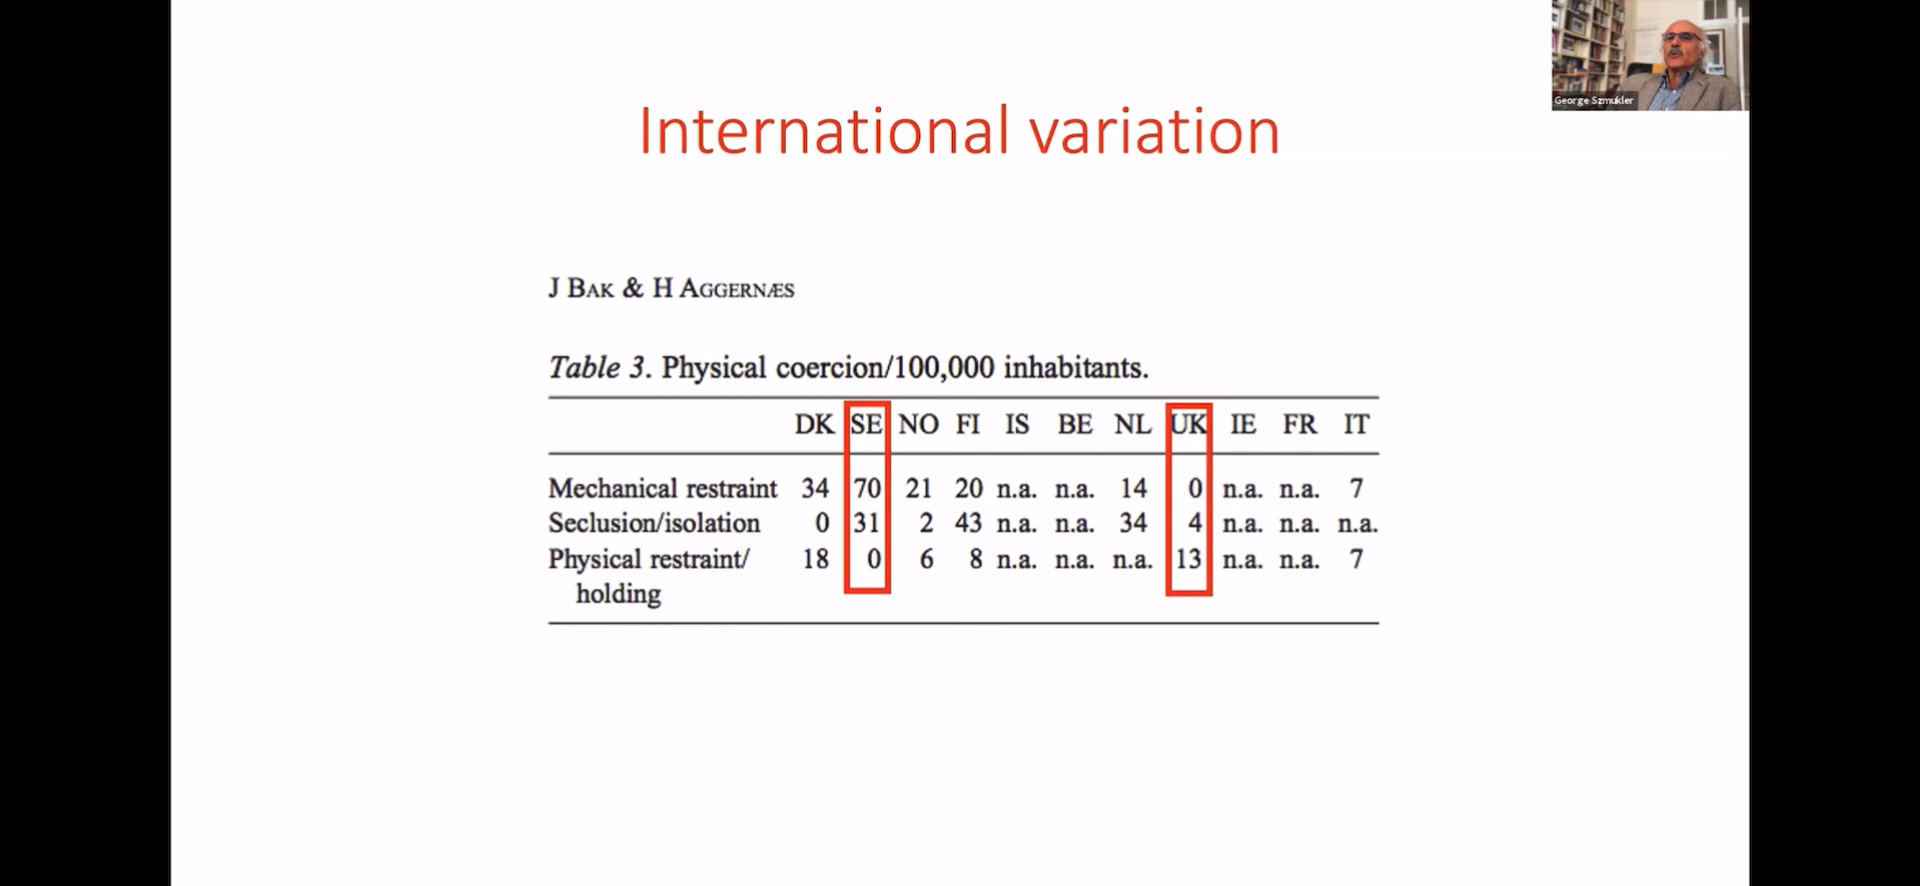 George Szmukler
International variation
J BAK & H AGGERNÆS
Table 3. Physical coercion/100,000 inhabitants.
DK SE NO FI IS BE NL UK IE FR IT
Mechanical restraint 34 70 21 20 n.a. n.a. 14 0 n.a. n.a. 7
Seclusion/isolation 0 31 2 43 n.a. n.a. 34 4 n.a. n.a. n.a.
Physical restraint/ 18 0 6 8 n.a. n.a. n.a. 13 n.a. n.a. 7
holding